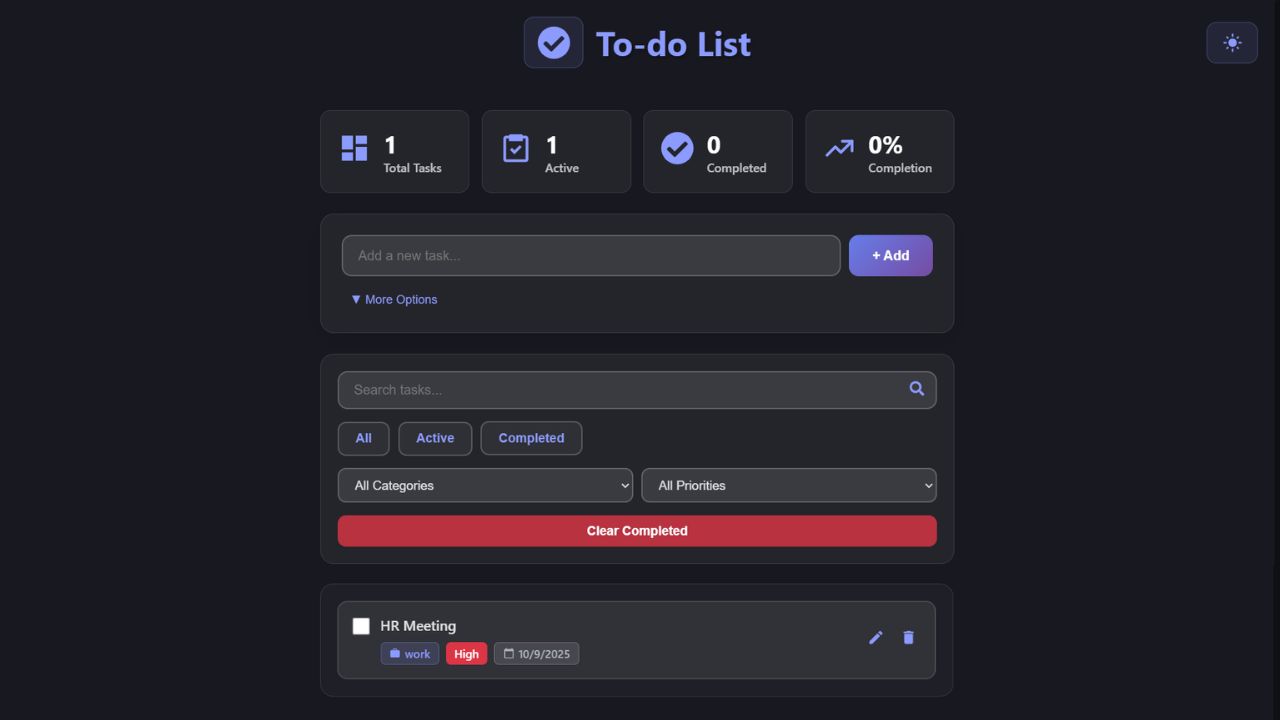 To-do List
1
Total Tasks
1
Active
0
Completed
0%
Completion
Add a new task...
+ Add
▼ More Options
Search tasks...
All
Active
Completed
All Categories
All Priorities
Clear Completed
HR Meeting
work
High
10/9/2025